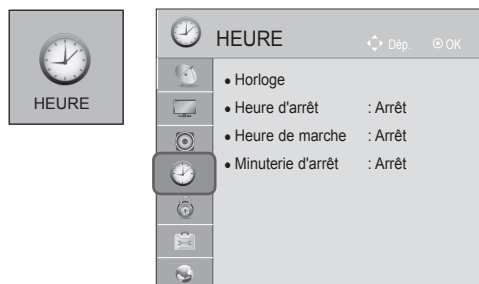 HEURE
HEURE
Dép.
OK
• Horloge
• Heure d'arrêt : Arrêt
• Heure de marche : Arrêt
• Minuterie d'arrêt : Arrêt